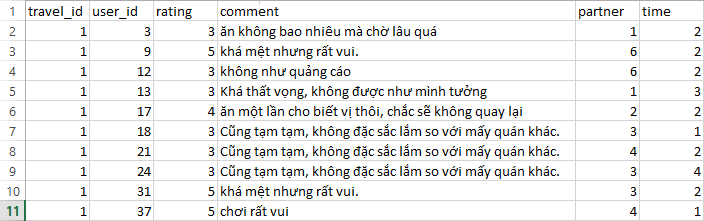 1 travel_id user_id rating comment partner time
2 1 3 3 ăn không bao nhiêu mà chờ lâu quá 1 2
3 1 9 5 khá mệt nhưng rất vui. 6 2
4 1 12 3 không như quảng cáo 6 2
5 1 13 3 Khá thất vọng, không được như mình tưởng 1 3
6 1 17 4 ăn một lần cho biết vị thôi, chắc sẽ không quay lại 2 2
7 1 18 3 Cũng tạm tạm, không đặc sắc lắm so với mấy quán khác. 3 1
8 1 21 3 Cũng tạm tạm, không đặc sắc lắm so với mấy quán khác. 4 2
9 1 24 3 Cũng tạm tạm, không đặc sắc lắm so với mấy quán khác. 3 4
10 1 31 5 khá mệt nhưng rất vui. 3 2
11 1 37 5 chơi rất vui 4 1